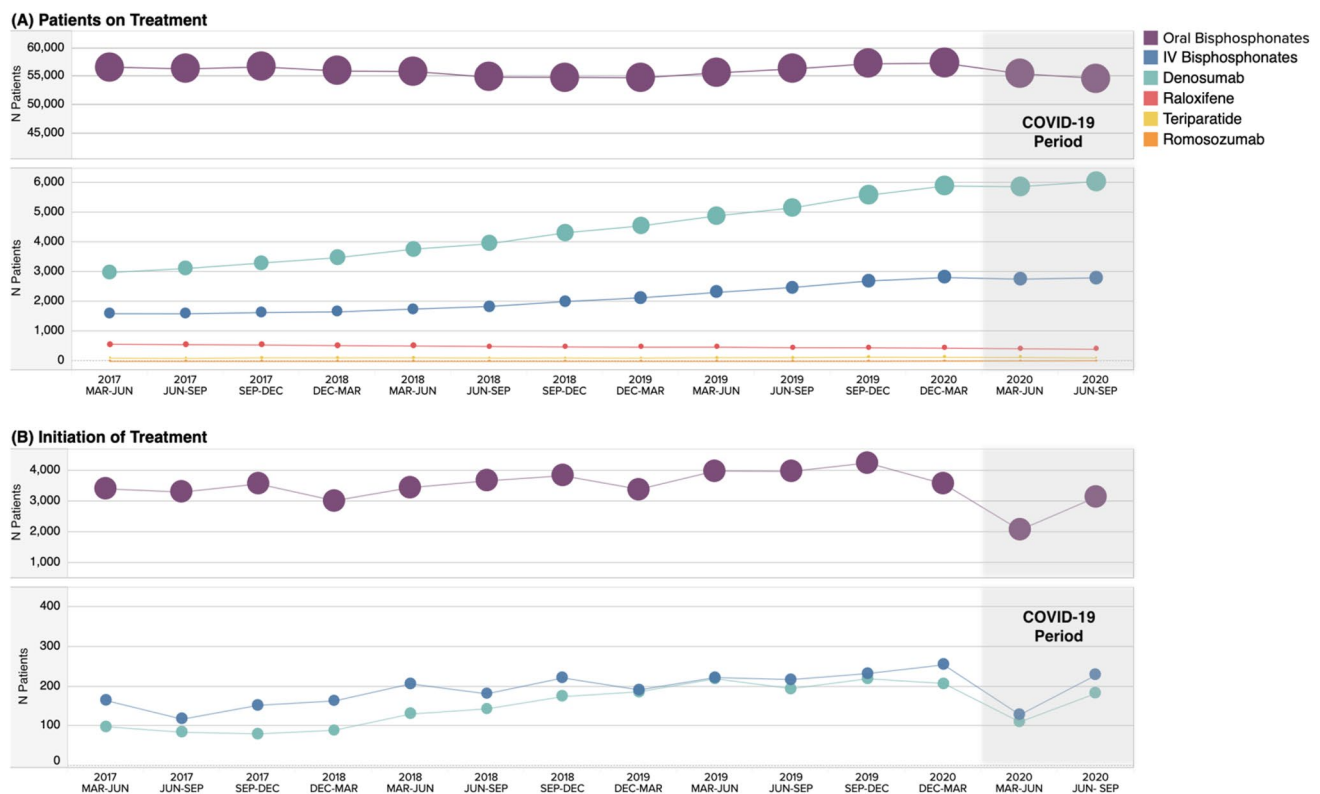 (A) Patients on Treatment
60,000
55,000
50,000
45,000
N Patients
COVID-19
Period
Oral Bisphosphonates
IV Bisphosphonates
Denosumab
Raloxifene
Teriparatide
Romosozumab
6,000
5,000
4,000
3,000
2,000
1,000
0
N Patients
2017 2017 2017 2018 2018 2018 2018 2019 2019 2019 2019 2020 2020 2020
MAR-JUN JUN-SEP SEP-DEC DEC-MAR MAR-JUN JUN-SEP SEP-DEC DEC-MAR MAR-JUN JUN-SEP SEP-DEC DEC-MAR MAR-JUN JUN-SEP
(B) Initiation of Treatment
4,000
3,000
2,000
1,000
N Patients
400
300
200
100
0
N Patients
COVID-19
Period
2017 2017 2017 2018 2018 2018 2018 2019 2019 2019 2019 2020 2020 2020
MAR-JUN JUN-SEP SEP-DEC DEC-MAR MAR-JUN JUN-SEP SEP-DEC DEC-MAR MAR-JUN JUN-SEP SEP-DEC DEC-MAR MAR-JUN JUN- SEP